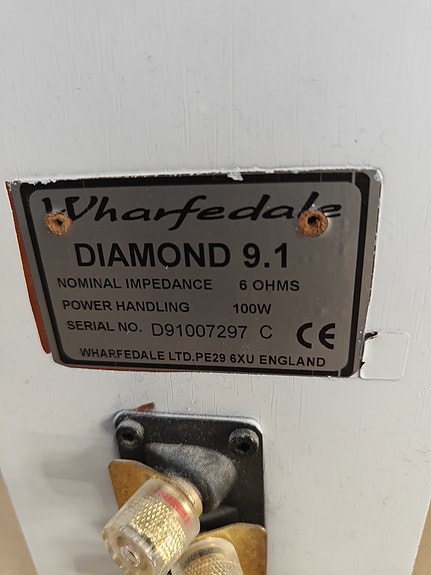 Wharfedale
DIAMOND 9.1
NOMINAL IMPEDANCE 6 OHMS
POWER HANDLING 100W
SERIAL NO. D91007297 C CE
WHARFEDALE LTD.PE29 6XU ENGLAND